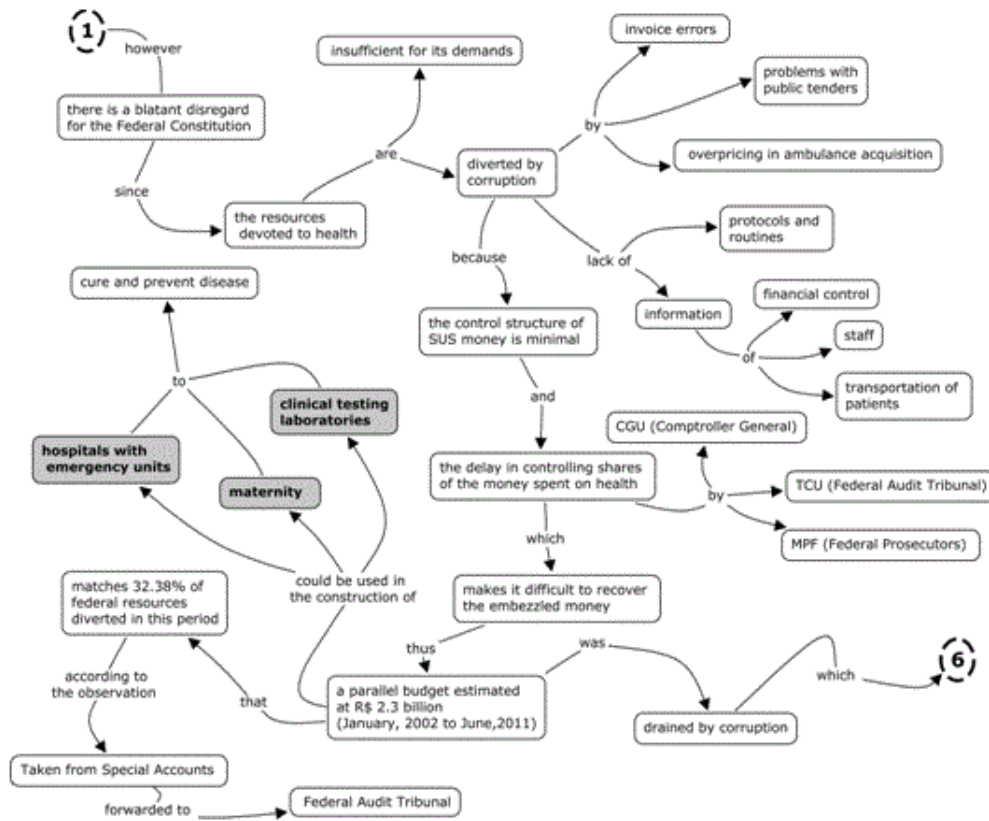 1
however
there is a blatant disregard
for the Federal Constitution
since
the resources
devoted to health
are
insufficient for its demands
diverted by
corruption
by
invoice errors
problems with
public tenders
overpricing in ambulance acquisition
lack of
protocols and
routines
information
of
financial control
staff
transportation of
patients
because
the control structure of
SUS money is minimal
and
the delay in controlling shares
of the money spent on health
by
CGU (Comptroller General)
TCU (Federal Audit Tribunal)
MPF (Federal Prosecutors)
which
makes it difficult to recover
the embezzled money
thus
a parallel budget estimated
at R$ 2.3 billion
(January, 2002 to June,2011)
was
drained by corruption
which
6
could be used in
the construction of
hospitals with
emergency units
maternity
clinical testing
laboratories
to
cure and prevent disease
that
matches 32.38% of
federal resources
diverted in this period
according to
the observation
Taken from Special Accounts
forwarded to
Federal Audit Tribunal